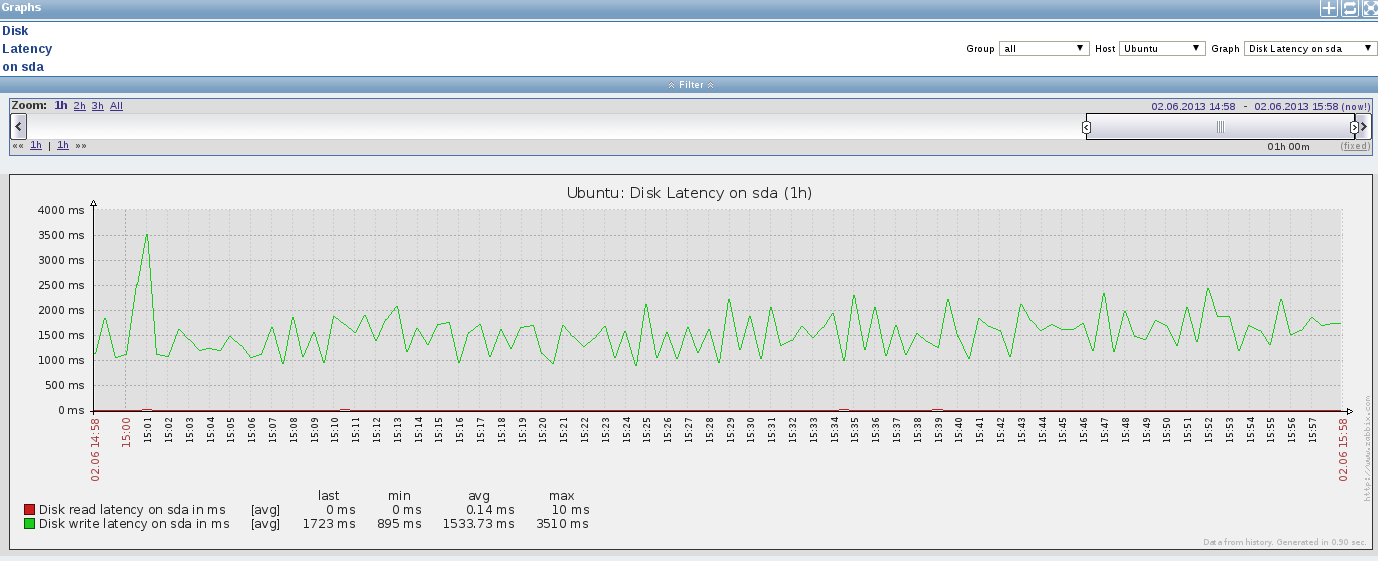 Graphs
Disk
Latency
on sda
Group all Host Ubuntu Graph Disk Latency on sda
Filter
Zoom: 1h 2h 3h All 02.06.2013 14:58 - 02.06.2013 15:58 (now!)
«« 1h | 1h »» 01h 00m (fixed)
Ubuntu: Disk Latency on sda (1h)
4000 ms
3500 ms
3000 ms
2500 ms
2000 ms
1500 ms
1000 ms
500 ms
0 ms
02.06 14:58 15:00 15:01 15:02 15:03 15:04 15:05 15:06 15:07 15:08 15:09 15:10 15:11 15:12 15:13 15:14 15:15 15:16 15:17 15:18 15:19 15:20 15:21 15:22 15:23 15:24 15:25 15:26 15:27 15:28 15:29 15:30 15:31 15:32 15:33 15:34 15:35 15:36 15:37 15:38 15:39 15:40 15:41 15:42 15:43 15:44 15:45 15:46 15:47 15:48 15:49 15:50 15:51 15:52 15:53 15:54 15:55 15:56 15:57 02.06 15:58
http://www.zabbix.com
last min avg max
Disk read latency on sda in ms [avg] 0 ms 0 ms 0.14 ms 10 ms
Disk write latency on sda in ms [avg] 1723 ms 895 ms 1533.73 ms 3510 ms
Data from history. Generated in 0.90 sec.